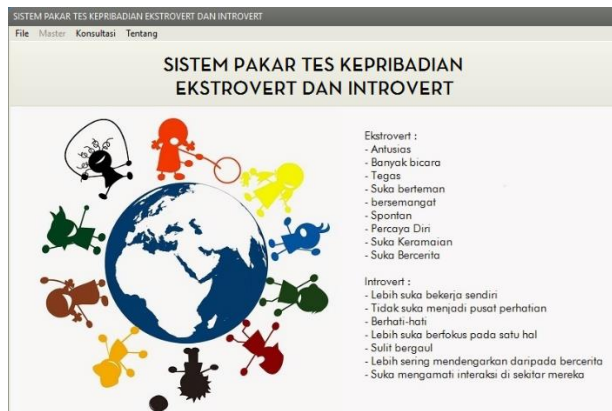 SISTEM PAKAR TES KEPRIBADIAN EKSTROVERT DAN INTROVERT
File Master Konsultasi Tentang
SISTEM PAKAR TES KEPRIBADIAN
EKSTROVERT DAN INTROVERT
Ekstrovert :
- Antusias
- Banyak bicara
- Tegas
- Suka berteman
- bersemangat
- Spontan
- Percaya Diri
- Suka Keramaian
- Suka Bercerita
Introvert :
- Lebih suka bekerja sendiri
- Tidak suka menjadi pusat perhatian
- Berhati-hati
- Lebih suka berfokus pada satu hal
- Sulit bergaul
- Lebih sering mendengarkan daripada bercerita
- Suka mengamati interaksi di sekitar mereka